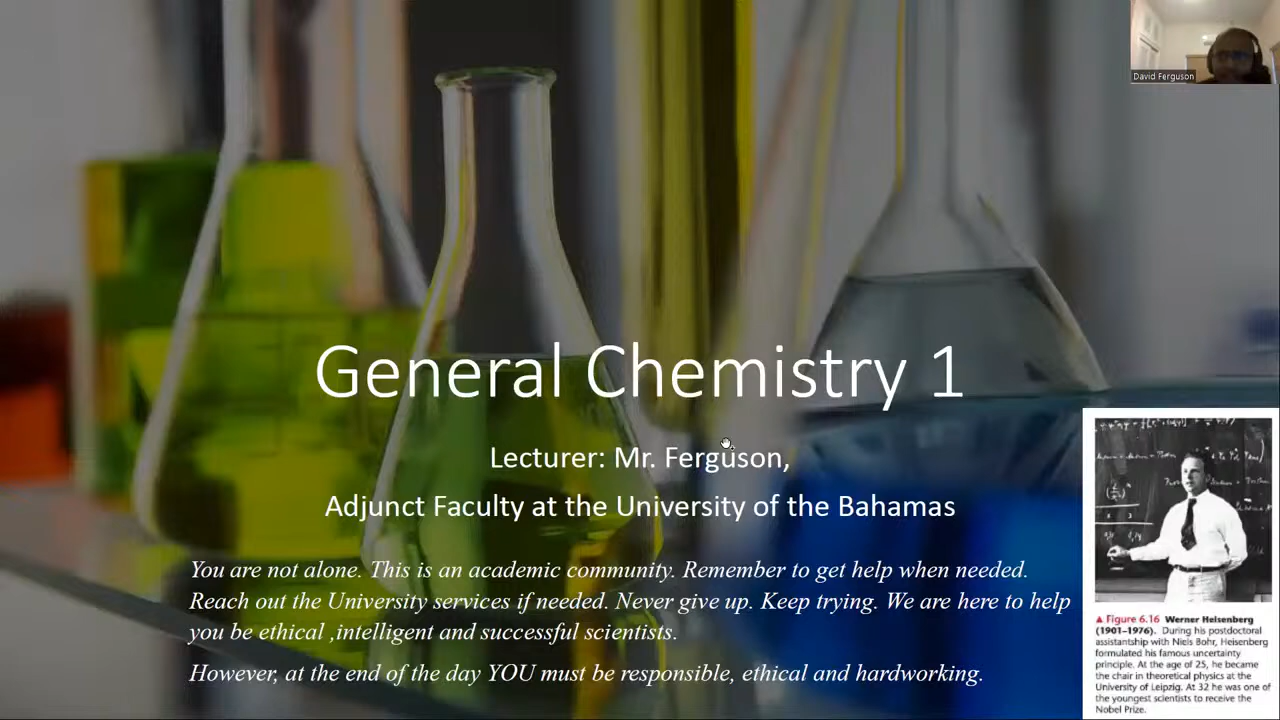 David Ferguson
General Chemistry 1
Lecturer: Mr. Ferguson,
Adjunct Faculty at the University of the Bahamas
You are not alone. This is an academic community. Remember to get help when needed.
Reach out the University services if needed. Never give up. Keep trying. We are here to help
you be ethical ,intelligent and successful scientists.
However, at the end of the day YOU must be responsible, ethical and hardworking.
▲ Figure 6.16 Werner Heisenberg
(1901–1976). During his postdoctoral
assistantship with Niels Bohr, Heisenberg
formulated his famous uncertainty
principle. At the age of 25, he became
the chair in theoretical physics at the
University of Leipzig. At 32 he was one of
the youngest scientists to receive the
Nobel Prize.